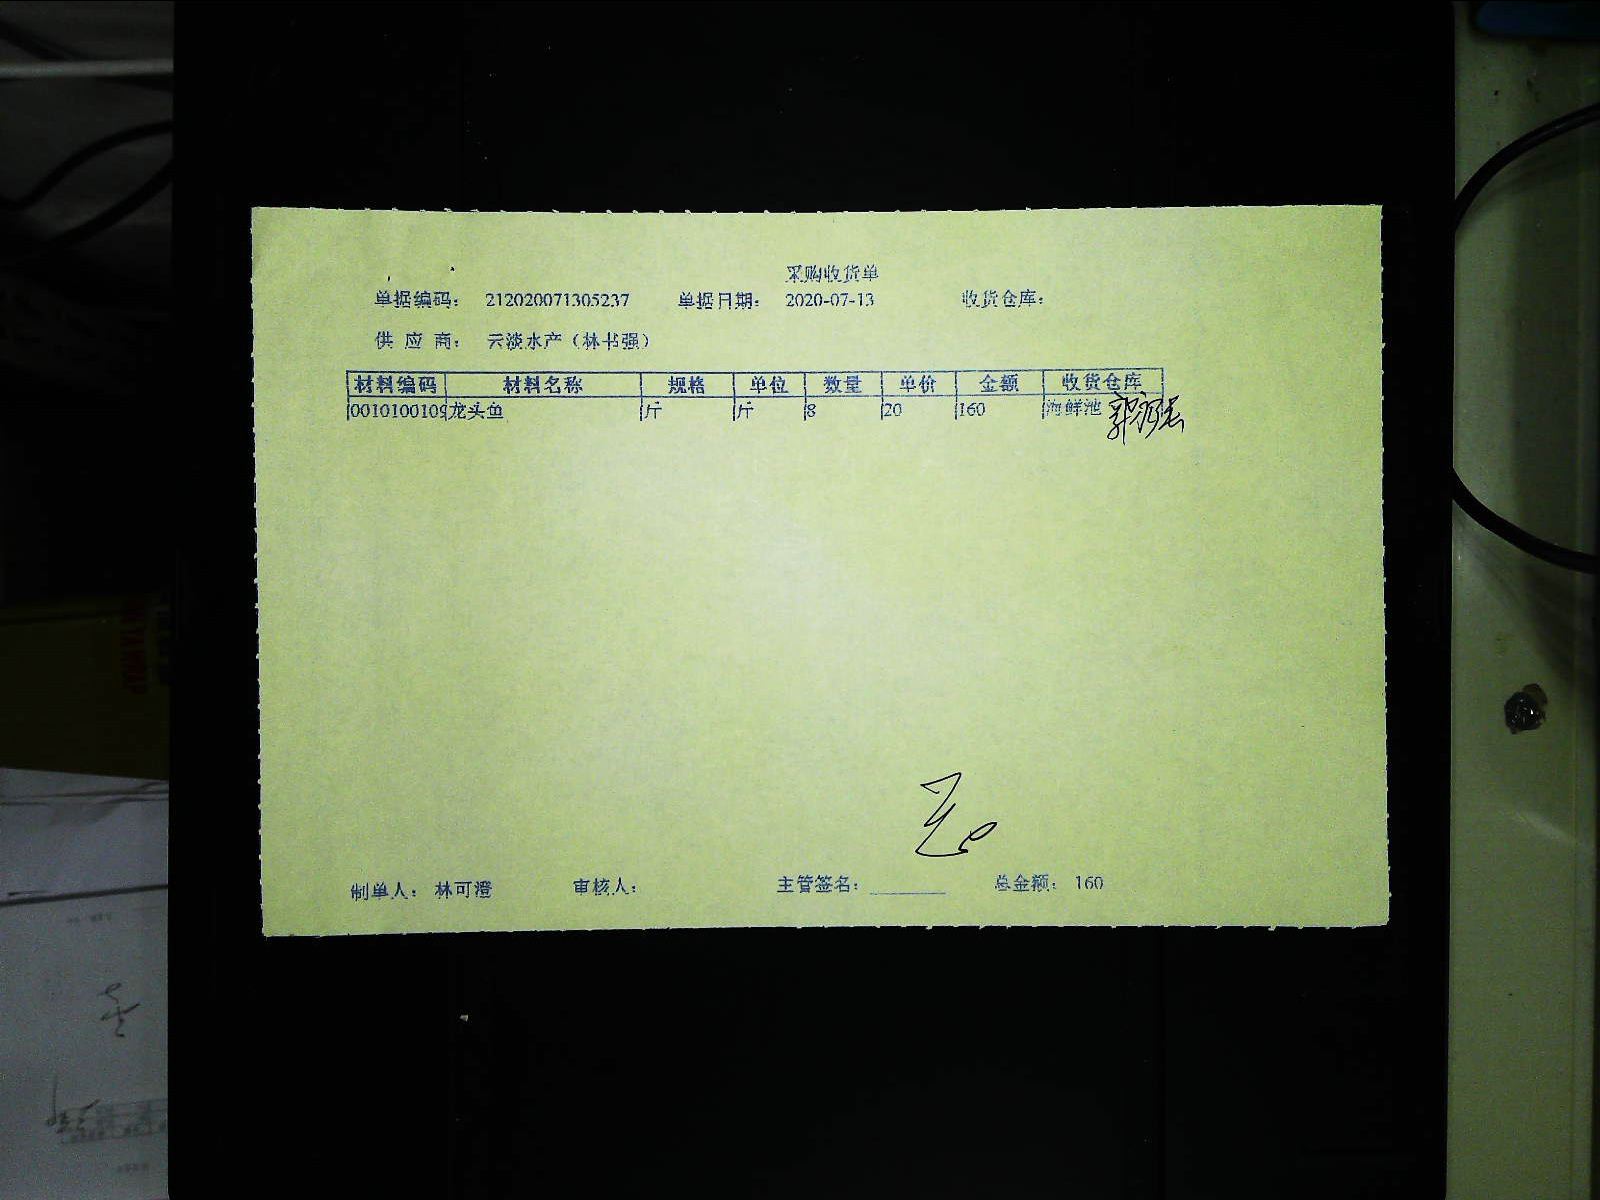 采购收货单
单据编码： 212020071305237 单据日期： 2020-07-13 收货仓库：
供 应 商： 云淡水产（林书强）
材料编码 材料名称 规格 单位 数量 单价 金额 收货仓库
0010100109 龙头鱼 斤 斤 8 20 160 海鲜池
制单人： 林可澄 审核人： 主管签名： 总金额： 160